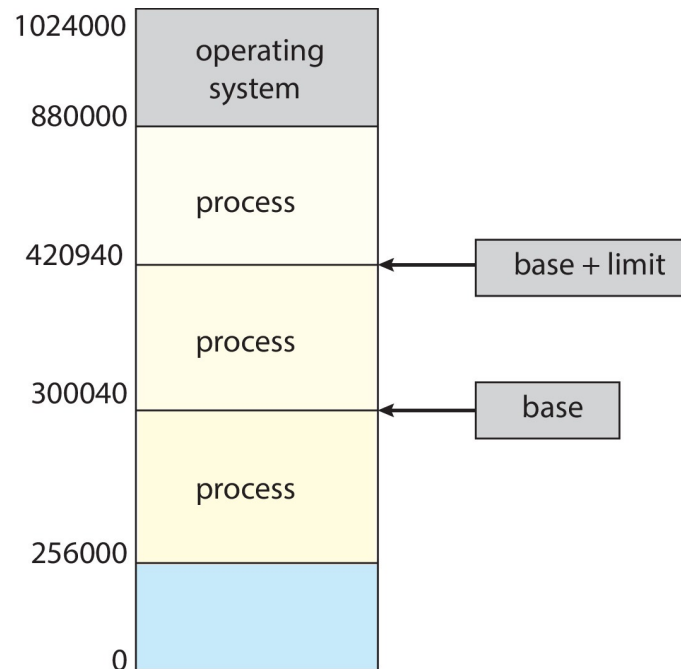 1024000
operating
system
880000
process
420940
base + limit
process
300040
base
process
256000
0